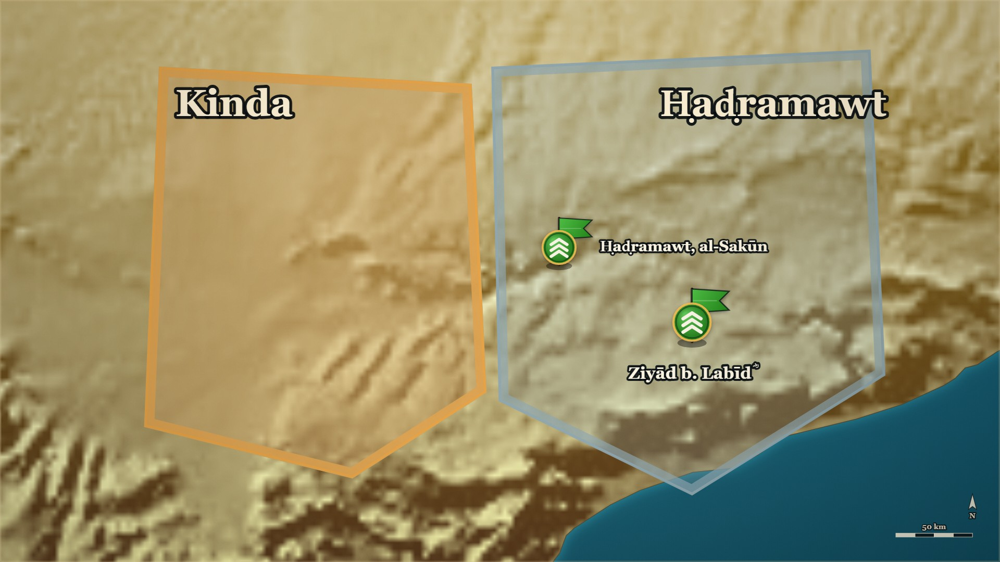 Kinda
Ḥaḍramawt
Ḥaḍramawt, al-Sakūn
Ziyād b. Labīd
N
50 km